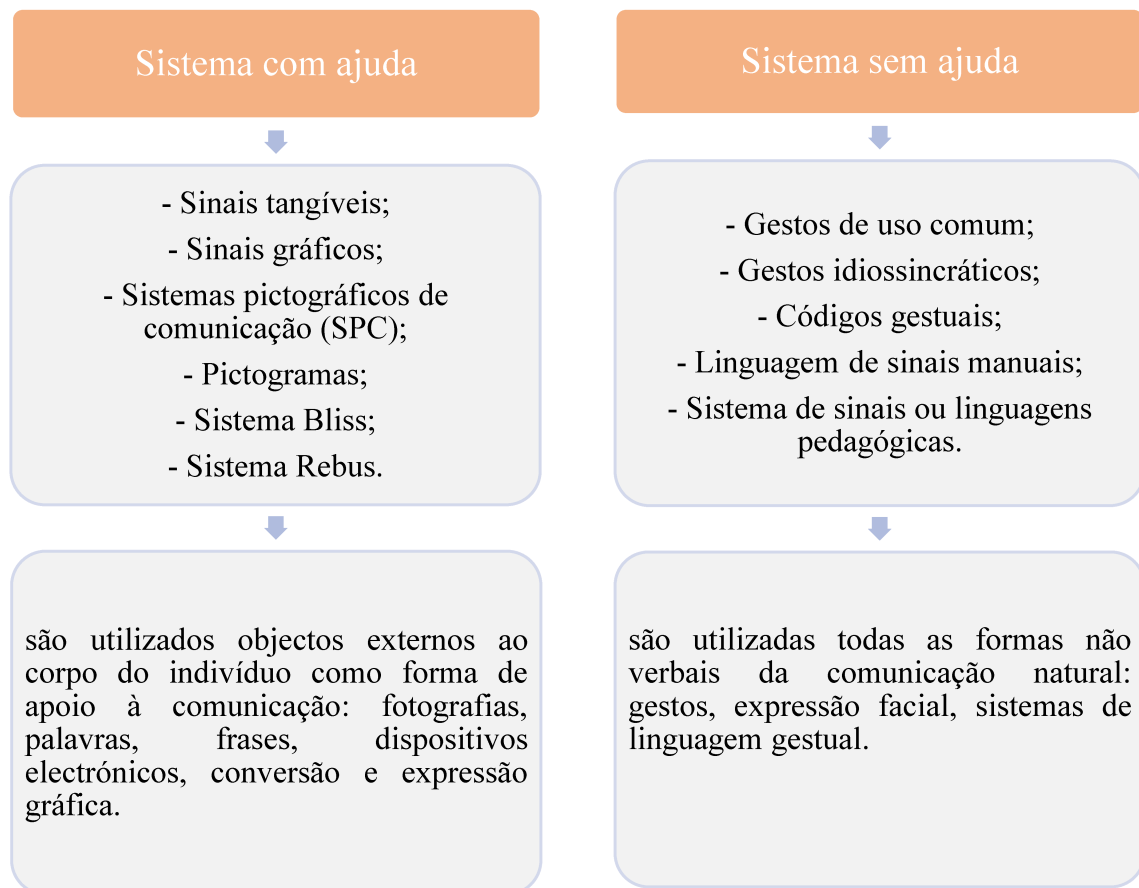 Sistema com ajuda
- Sinais tangíveis;
- Sinais gráficos;
- Sistemas pictográficos de
comunicação (SPC);
- Pictogramas;
- Sistema Bliss;
- Sistema Rebus.
são utilizados objectos externos ao
corpo do indivíduo como forma de
apoio à comunicação: fotografias,
palavras, frases, dispositivos
electrónicos, conversão e expressão
gráfica.
Sistema sem ajuda
- Gestos de uso comum;
- Gestos idiossincráticos;
- Códigos gestuais;
- Linguagem de sinais manuais;
- Sistema de sinais ou linguagens
pedagógicas.
são utilizadas todas as formas não
verbais da comunicação natural:
gestos, expressão facial, sistemas de
linguagem gestual.